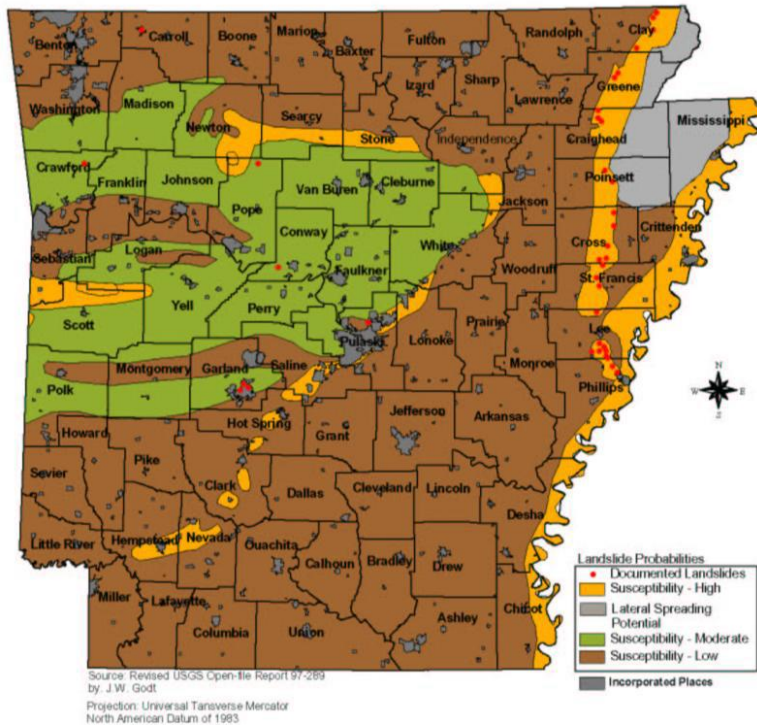 Benton
Carroll
Boone
Marion
Baxter
Fulton
Randolph
Clay
Izard
Sharp
Greene
Washington
Madison
Newton
Searcy
Lawrence
Stone
Independence
Craighead
Mississippi
Crawford
Franklin
Johnson
Van Buren
Cleburne
Poinsett
Pope
Jackson
Conway
White
Cross
Crittenden
Sebastian
Logan
Faulkner
Woodruff
St. Francis
Yell
Perry
Scott
Pulaski
Lonoke
Prairie
Lee
Montgomery
Garland
Saline
Monroe
Polk
Phillips
Hot Spring
Jefferson
Arkansas
Howard
Grant
Pike
Sevier
Clark
Dallas
Cleveland
Lincoln
Desha
Little River
Hempstead
Nevada
Ouachita
Calhoun
Bradley
Drew
Miller
Lafayette
Columbia
Union
Ashley
Chicot
N
W
E
Landslide Probabilities
Documented Landslides
Susceptibility - High
Lateral Spreading
Potential
Susceptibility - Moderate
Susceptibility - Low
Incorporated Places
Source: Revised USGS Open-file Report 97-289
by. J.W. Godt
Projection: Universal Tansverse Mercator
North American Datum of 1983